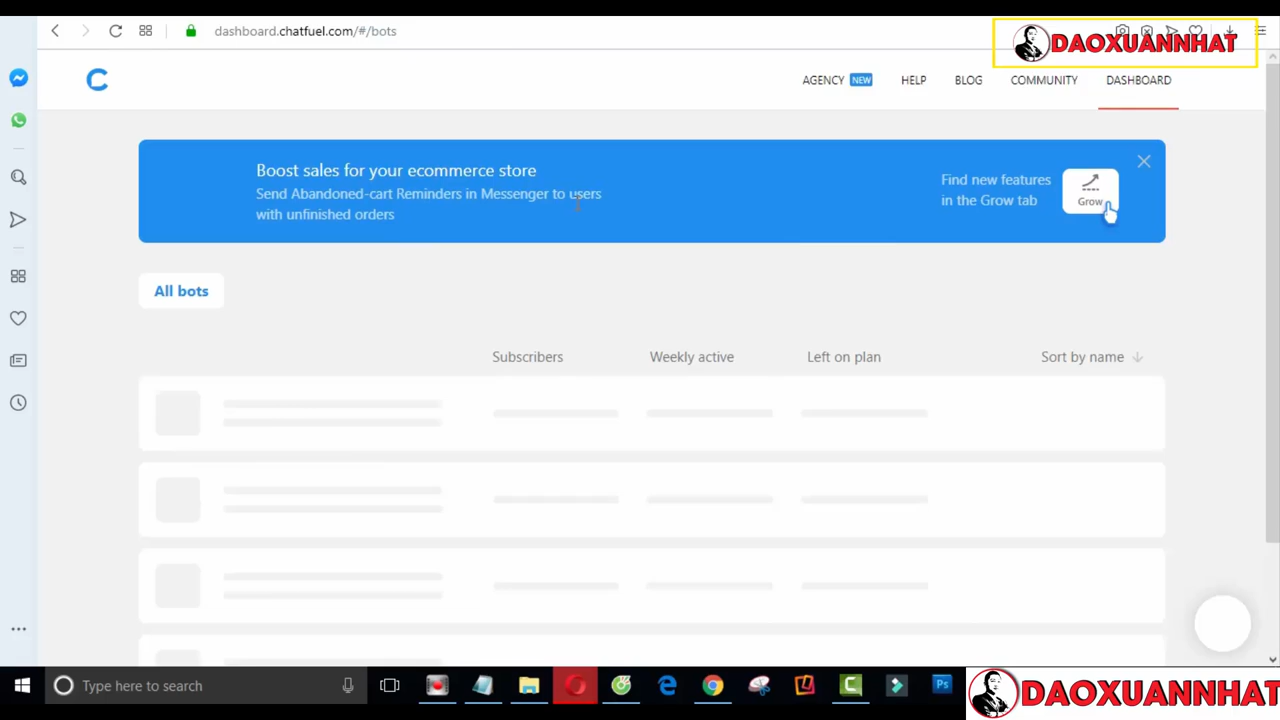 dashboard.chatfuel.com/#/bots
DAOXUANNHAT
AGENCY NEW HELP BLOG COMMUNITY DASHBOARD
Boost sales for your ecommerce store
Send Abandoned-cart Reminders in Messenger to users
with unfinished orders
Find new features
in the Grow tab
Grow
All bots
Subscribers Weekly active Left on plan Sort by name
Type here to search
Ps
DAOXUANNHAT